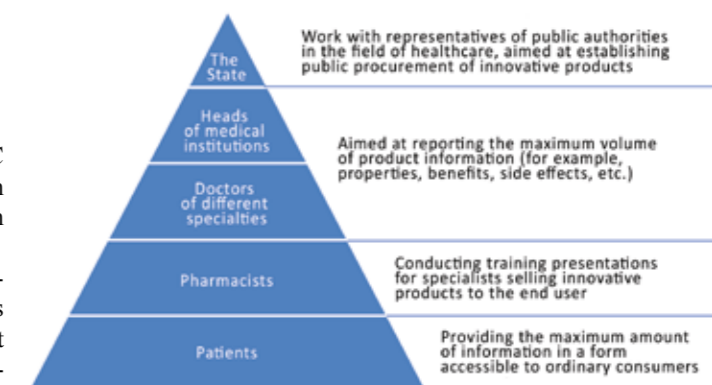 The
State
Work with representatives of public authorities
in the field of healthcare, aimed at establishing
public procurement of innovative products
Heads
of medical
institutions
Doctors
of different
specialties
Aimed at reporting the maximum volume
of product information (for example,
properties, benefits, side effects, etc.)
Pharmacists
Conducting training presentations
for specialists selling innovative
products to the end user
Patients
Providing the maximum amount
of information in a form
accessible to ordinary consumers